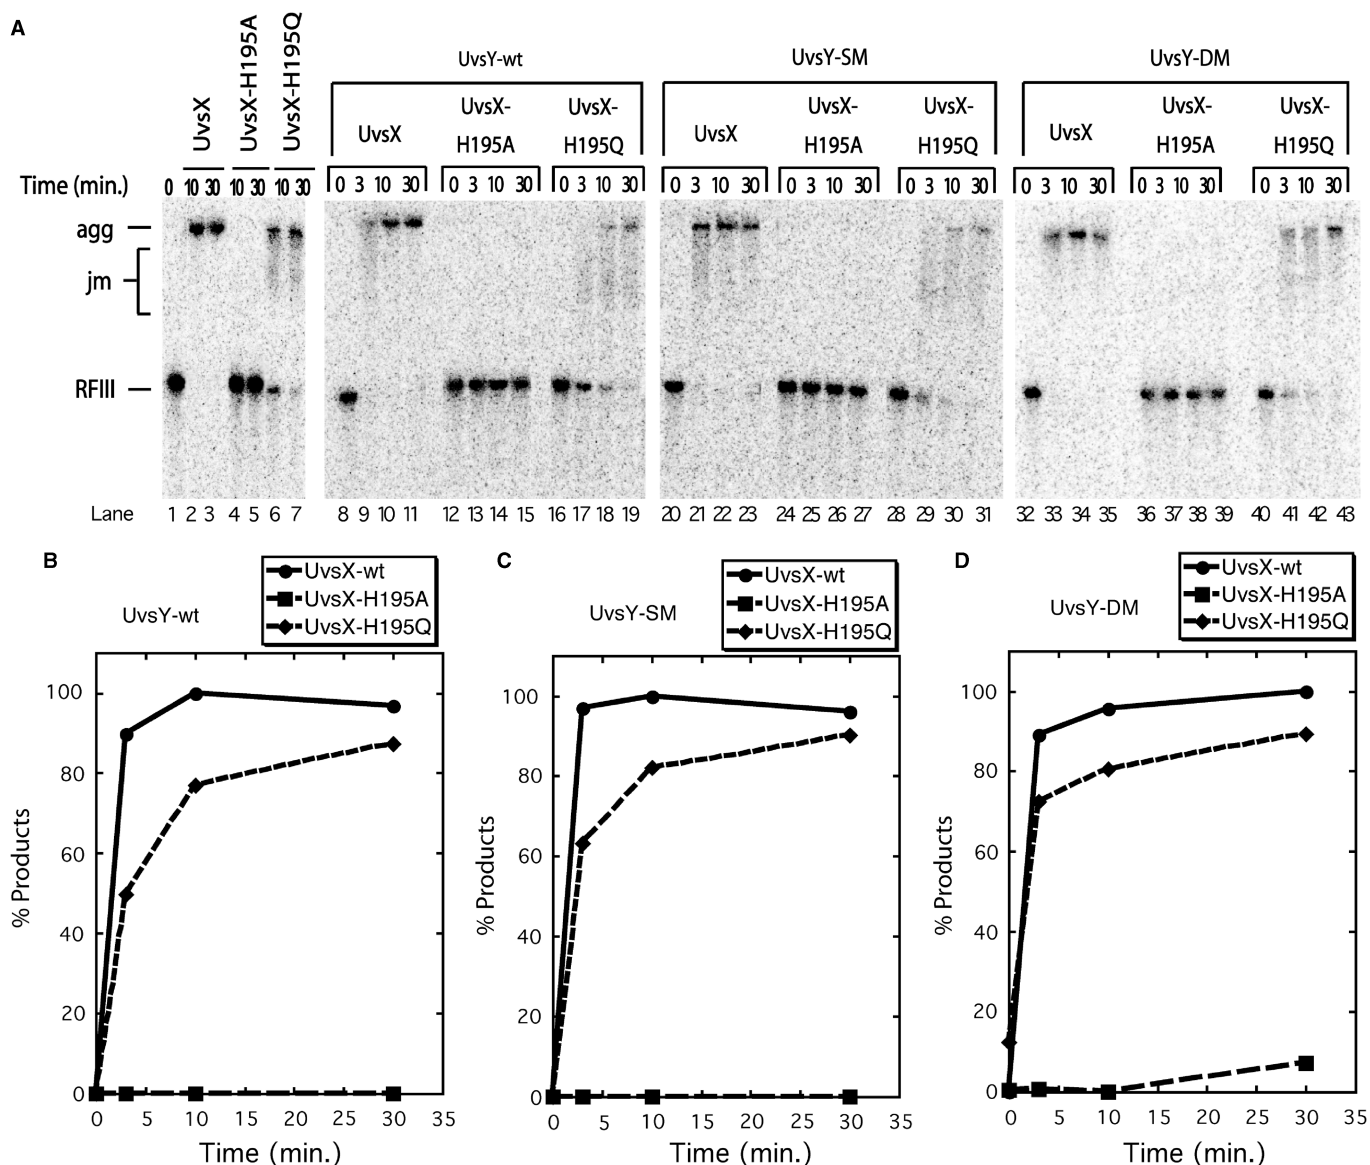 A
UvsX
UvsX-H195A
UvsX-H195Q
UvsY-wt
UvsY-SM
UvsY-DM
UvsX
UvsX-
H195A
UvsX-
H195Q
UvsX
UvsX-
H195A
UvsX-
H195Q
UvsX
UvsX-
H195A
UvsX-
H195Q
Time (min.)
0 10 30 10 30 10 30
0 3 10 30 0 3 10 30 0 3 10 30
0 3 10 30 0 3 10 30 0 3 10 30
0 3 10 30 0 3 10 30 0 3 10 30
agg
jm
RFIII
Lane 1 2 3 4 5 6 7 8 9 10 11 12 13 14 15 16 17 18 19 20 21 22 23 24 25 26 27 28 29 30 31 32 33 34 35 36 37 38 39 40 41 42 43
B
UvsY-wt
UvsX-wt
UvsX-H195A
UvsX-H195Q
% Products
100
80
60
40
20
0
0 5 10 15 20 25 30 35
Time (min.)
C
UvsY-SM
UvsX-wt
UvsX-H195A
UvsX-H195Q
% Products
100
80
60
40
20
0
0 5 10 15 20 25 30 35
Time (min.)
D
UvsY-DM
UvsX-wt
UvsX-H195A
UvsX-H195Q
% Products
100
80
60
40
20
0
0 5 10 15 20 25 30 35
Time (min.)